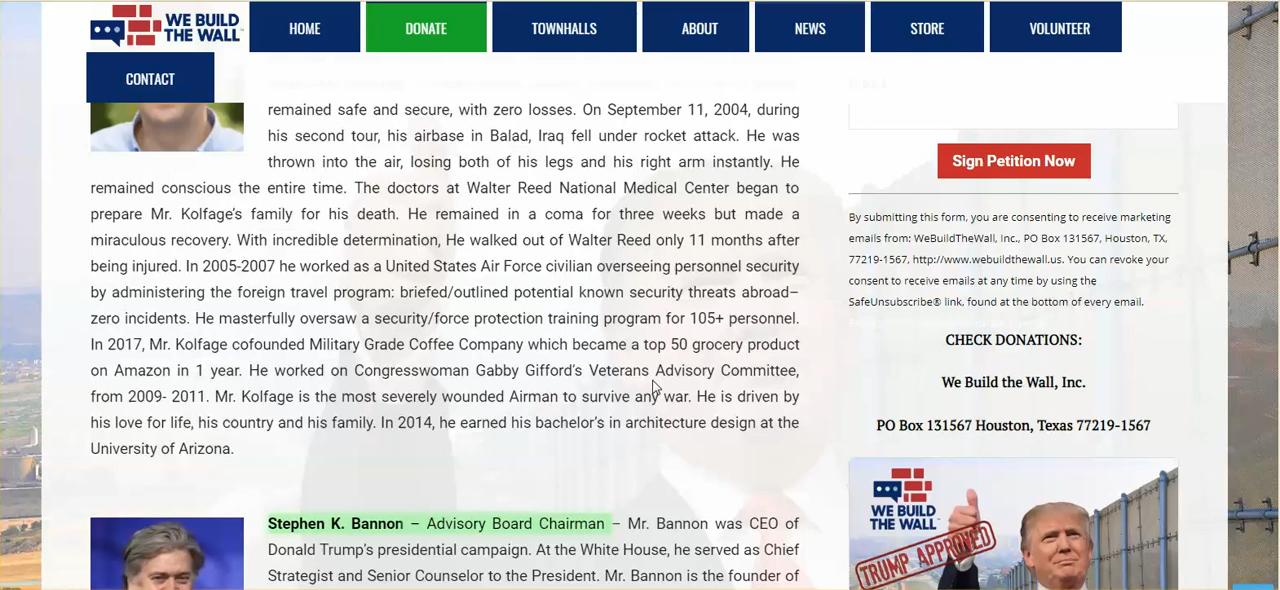 WE BUILD
THE WALL
HOME
DONATE
TOWNHALLS
ABOUT
NEWS
STORE
VOLUNTEER
CONTACT
remained safe and secure, with zero losses. On September 11, 2004, during
his second tour, his airbase in Balad, Iraq fell under rocket attack. He was
thrown into the air, losing both of his legs and his right arm instantly. He
remained conscious the entire time. The doctors at Walter Reed National Medical Center began to
prepare Mr. Kolfage's family for his death. He remained in a coma for three weeks but made a
miraculous recovery. With incredible determination, He walked out of Walter Reed only 11 months after
being injured. In 2005-2007 he worked as a United States Air Force civilian overseeing personnel security
by administering the foreign travel program: briefed/outlined potential known security threats abroad–
zero incidents. He masterfully oversaw a security/force protection training program for 105+ personnel.
In 2017, Mr. Kolfage cofounded Military Grade Coffee Company which became a top 50 grocery product
on Amazon in 1 year. He worked on Congresswoman Gabby Gifford's Veterans Advisory Committee,
from 2009- 2011. Mr. Kolfage is the most severely wounded Airman to survive any war. He is driven by
his love for life, his country and his family. In 2014, he earned his bachelor's in architecture design at the
University of Arizona.
Stephen K. Bannon – Advisory Board Chairman – Mr. Bannon was CEO of
Donald Trump's presidential campaign. At the White House, he served as Chief
Strategist and Senior Counselor to the President. Mr. Bannon is the founder of
Sign Petition Now
By submitting this form, you are consenting to receive marketing
emails from: WeBuildTheWall, Inc., PO Box 131567, Houston, TX,
77219-1567, http://www.webuildthewall.us. You can revoke your
consent to receive emails at any time by using the
SafeUnsubscribe® link, found at the bottom of every email.
CHECK DONATIONS:
We Build the Wall, Inc.
PO Box 131567 Houston, Texas 77219-1567
WE BUILD
THE WALL
TRUMP APPROVED